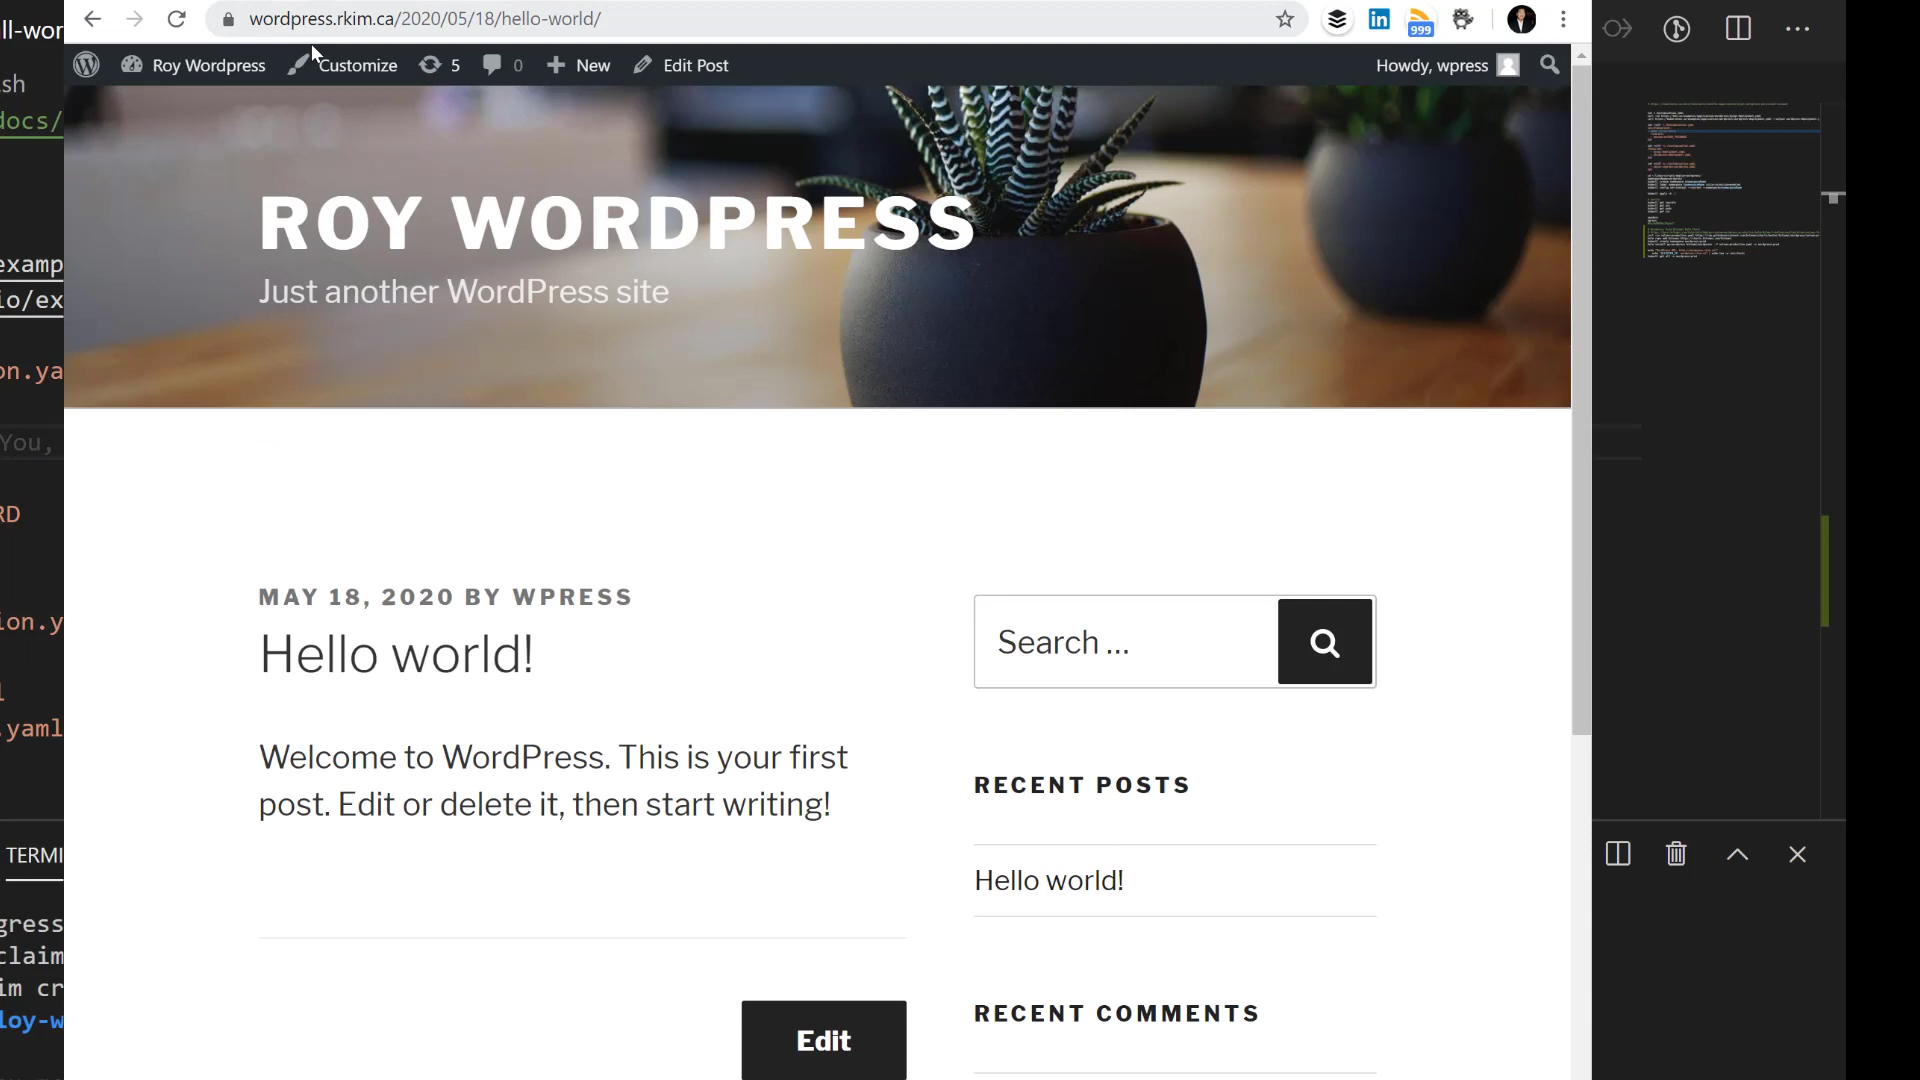 wordpress.rkim.ca/2020/05/18/hello-world/
999
ll-wor
Roy Wordpress
Customize
5
0
New
Edit Post
Howdy, wpress
sh
docs/
ROY WORDPRESS
Just another WordPress site
examp
io/ex
on.ya
You,
RD
MAY 18, 2020 BY WPRESS
Hello world!
Search ...
ion.y
l
.yaml
Welcome to WordPress. This is your first
post. Edit or delete it, then start writing!
RECENT POSTS
Hello world!
TERMI
gress
claim
im cr
loy-w
RECENT COMMENTS
Edit